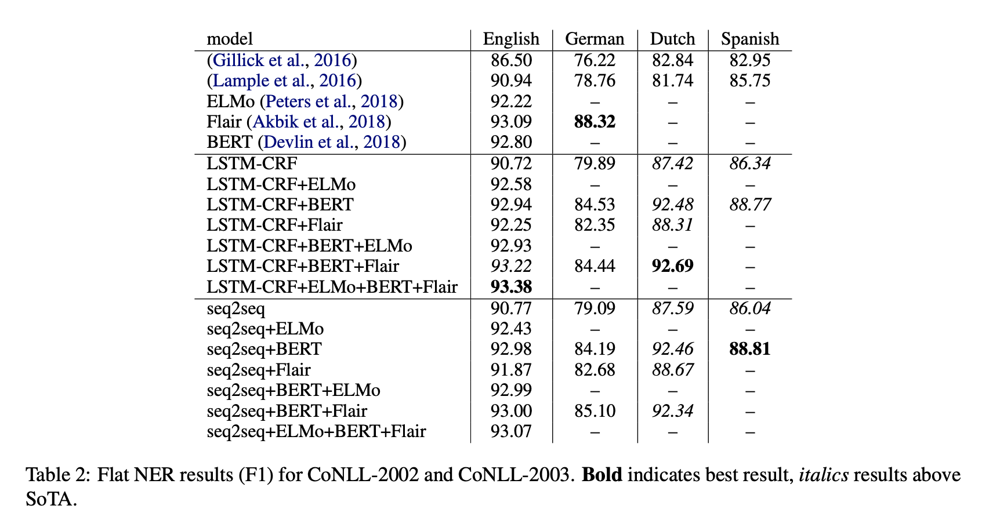 model English German Dutch Spanish
(Gillick et al., 2016) 86.50 76.22 82.84 82.95
(Lample et al., 2016) 90.94 78.76 81.74 85.75
ELMo (Peters et al., 2018) 92.22 – – –
Flair (Akbik et al., 2018) 93.09 88.32 – –
BERT (Devlin et al., 2018) 92.80 – – –
LSTM-CRF 90.72 79.89 87.42 86.34
LSTM-CRF+ELMo 92.58 – – –
LSTM-CRF+BERT 92.94 84.53 92.48 88.77
LSTM-CRF+Flair 92.25 82.35 88.31 –
LSTM-CRF+BERT+ELMo 92.93 – – –
LSTM-CRF+BERT+Flair 93.22 84.44 92.69 –
LSTM-CRF+ELMo+BERT+Flair 93.38 – – –
seq2seq 90.77 79.09 87.59 86.04
seq2seq+ELMo 92.43 – – –
seq2seq+BERT 92.98 84.19 92.46 88.81
seq2seq+Flair 91.87 82.68 88.67 –
seq2seq+BERT+ELMo 92.99 – – –
seq2seq+BERT+Flair 93.00 85.10 92.34 –
seq2seq+ELMo+BERT+Flair 93.07 – – –
Table 2: Flat NER results (F1) for CoNLL-2002 and CoNLL-2003. Bold indicates best result, italics results above
SoTA.